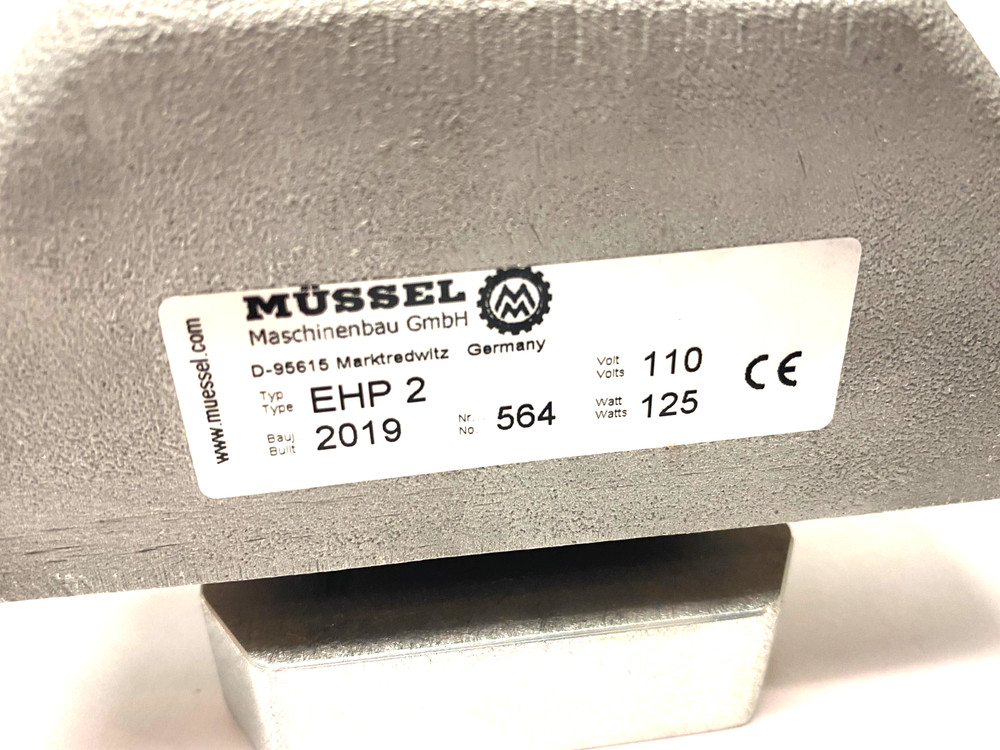 www.muessel.com
MÜSSEL
MM
Maschinenbau GmbH
D-95615 Marktredwitz Germany
Typ
Type EHP 2
Volt
Volts 110
CE
Bauj
Built 2019
Nr.
No. 564
Watt
Watts 125